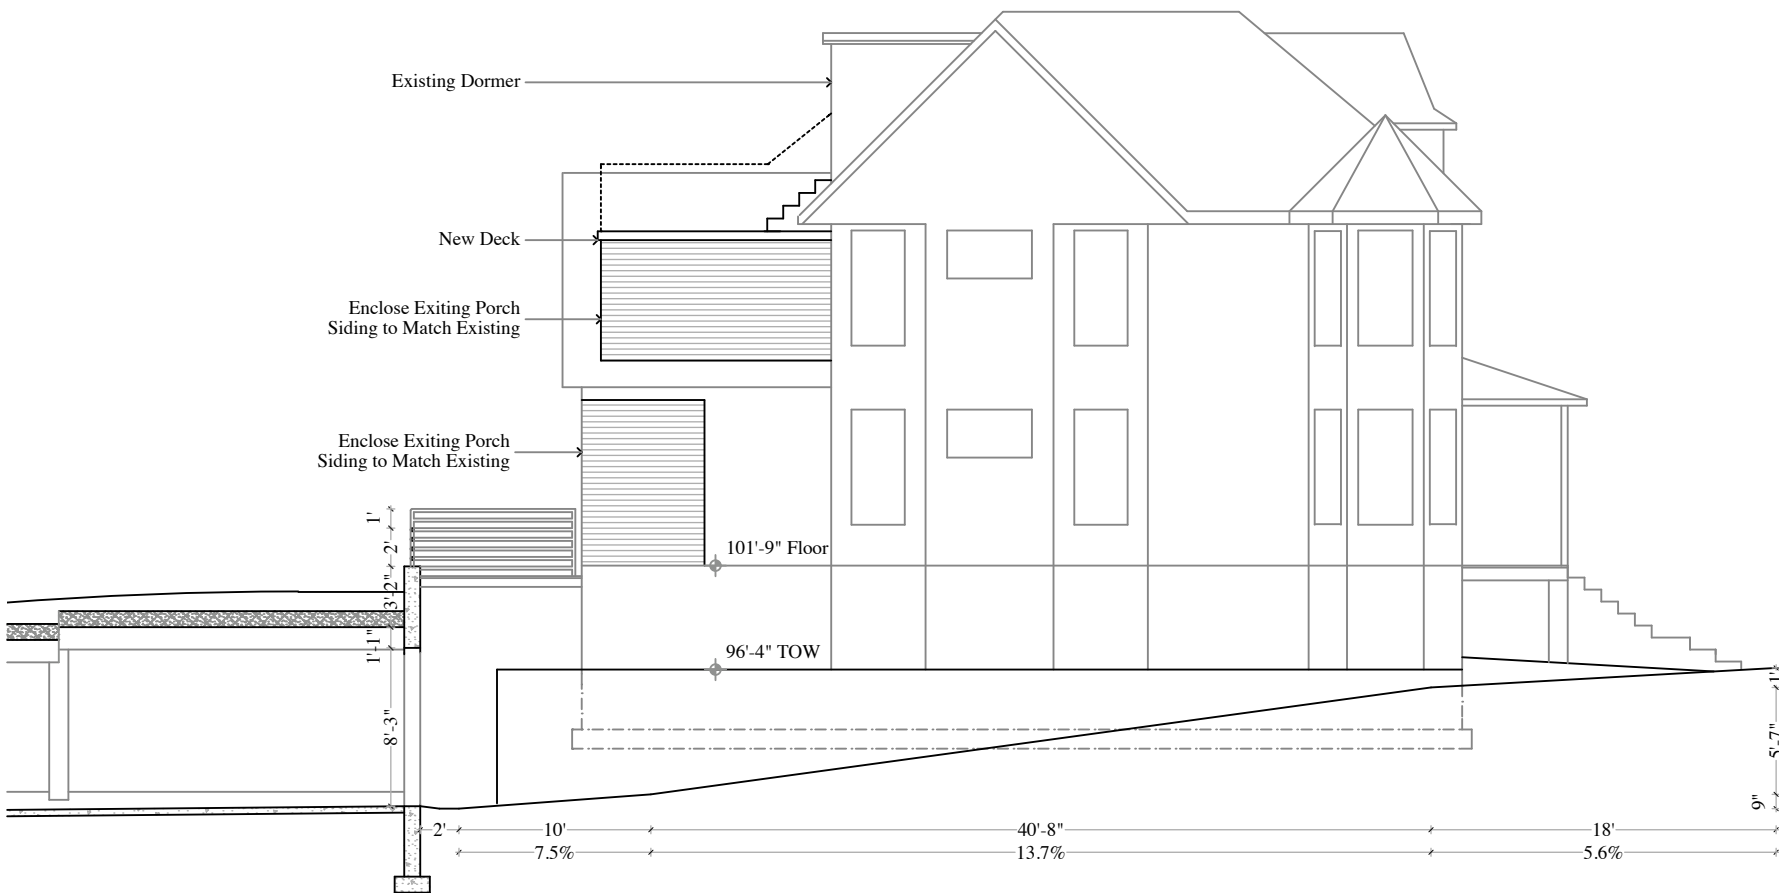 Existing Dormer
New Deck
Enclose Exiting Porch
Siding to Match Existing
Enclose Exiting Porch
Siding to Match Existing
1'
2'
3'-2"
1'-1"
8'-3"
101'-9" Floor
96'-4" TOW
1'
5'-7"
9"
2'
10'
40'-8"
18'
7.5%
13.7%
5.6%